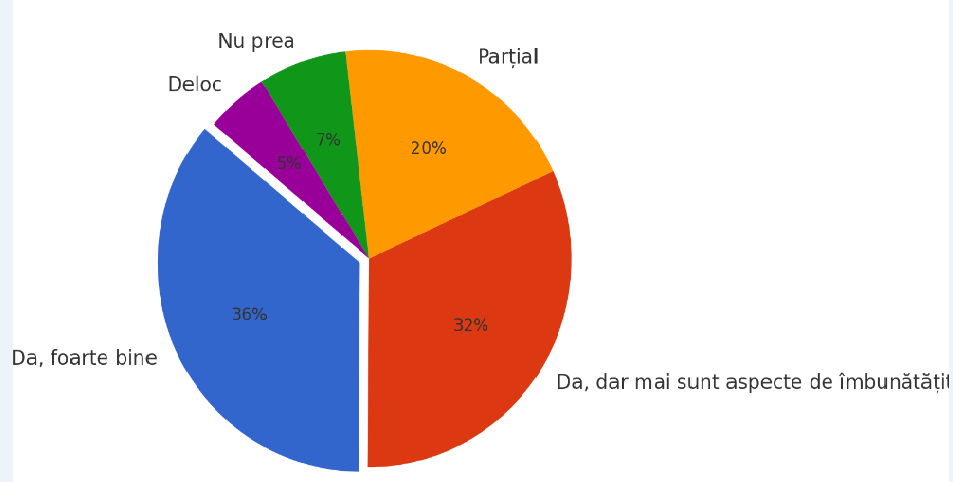 Nu prea
Parțial
Deloc
7%
20%
5%
36%
32%
Da, foarte bine
Da, dar mai sunt aspecte de îmbunătățit